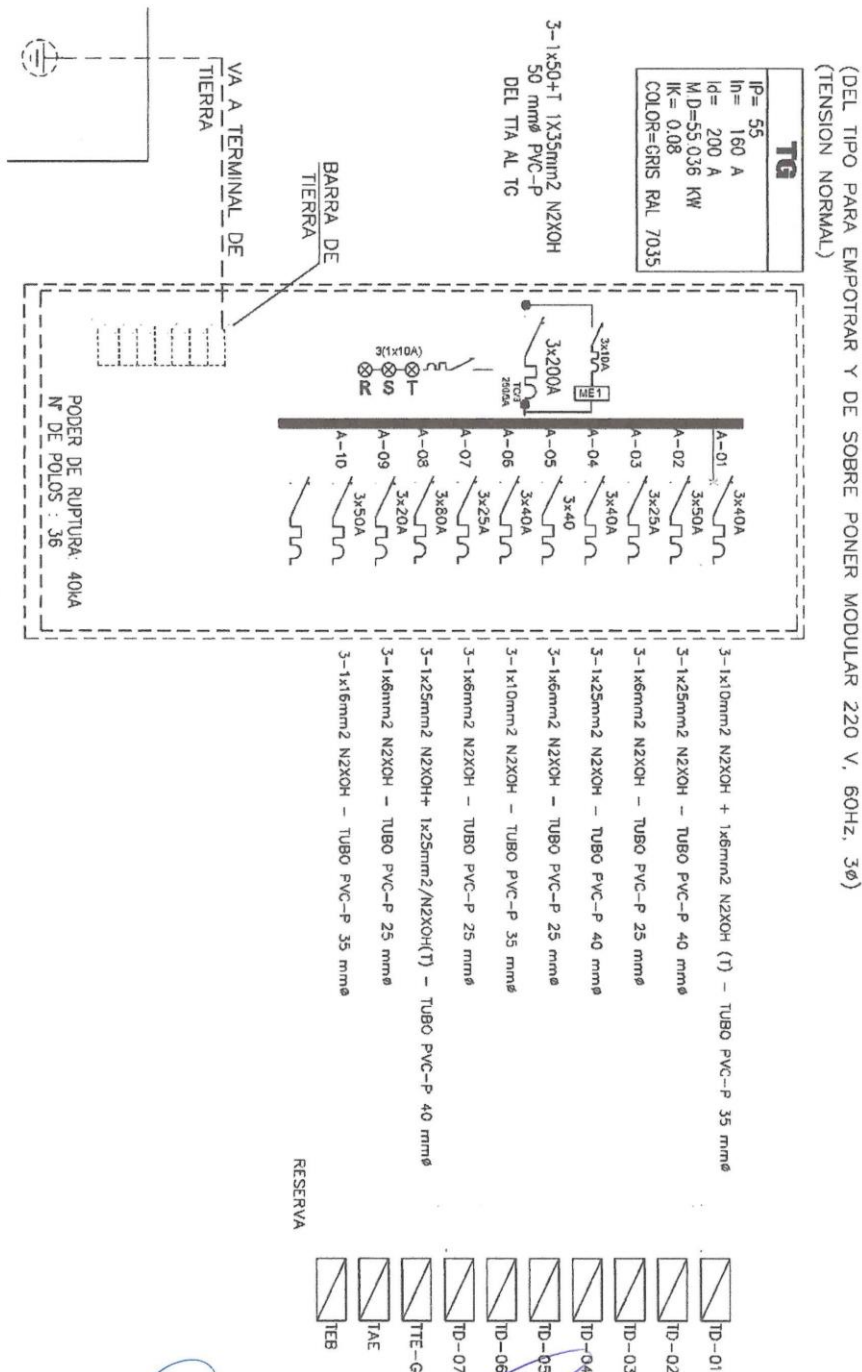 (DEL TIPO PARA EMPOTRAR Y DE SOBRE PONER MODULAR 220 V, 60Hz, 3ø)
(TENSION NORMAL)
TG
IP= 55
In= 160 A
Id= 200 A
M.D=55.036 KW
IK= 0.08
COLOR=GRIS RAL 7035
3-1x50+T 1X35mm2 N2XOH
50 mmø PVC-P
DEL TTA AL TG
BARRA DE
TIERRA
VA A TERMINAL DE
TIERRA
3x10A
ME1
3x200A
TC/3
250/5A
3(1x10A)
T
S
R
A-01
3x40A
3-1x10mm2 N2XOH + 1x6mm2 N2XOH (T) - TUBO PVC-P 35 mmø
TD-01
A-02
3x50A
3-1x25mm2 N2XOH - TUBO PVC-P 40 mmø
TD-02
A-03
3x25A
3-1x6mm2 N2XOH - TUBO PVC-P 25 mmø
TD-03
A-04
3x40A
3-1x25mm2 N2XOH - TUBO PVC-P 40 mmø
TD-04
A-05
3x40
3-1x6mm2 N2XOH - TUBO PVC-P 25 mmø
TD-05
A-06
3x40A
3-1x10mm2 N2XOH - TUBO PVC-P 35 mmø
TD-06
A-07
3x25A
3-1x6mm2 N2XOH - TUBO PVC-P 25 mmø
TD-07
A-08
3x80A
3-1x25mm2 N2XOH+ 1x25mm2/N2XOH(T) - TUBO PVC-P 40 mmø
TTE-G
A-09
3x20A
3-1x6mm2 N2XOH - TUBO PVC-P 25 mmø
TAE
A-10
3x50A
3-1x16mm2 N2XOH - TUBO PVC-P 35 mmø
TEB
RESERVA
PODER DE RUPTURA: 40kA
N° DE POLOS : 36